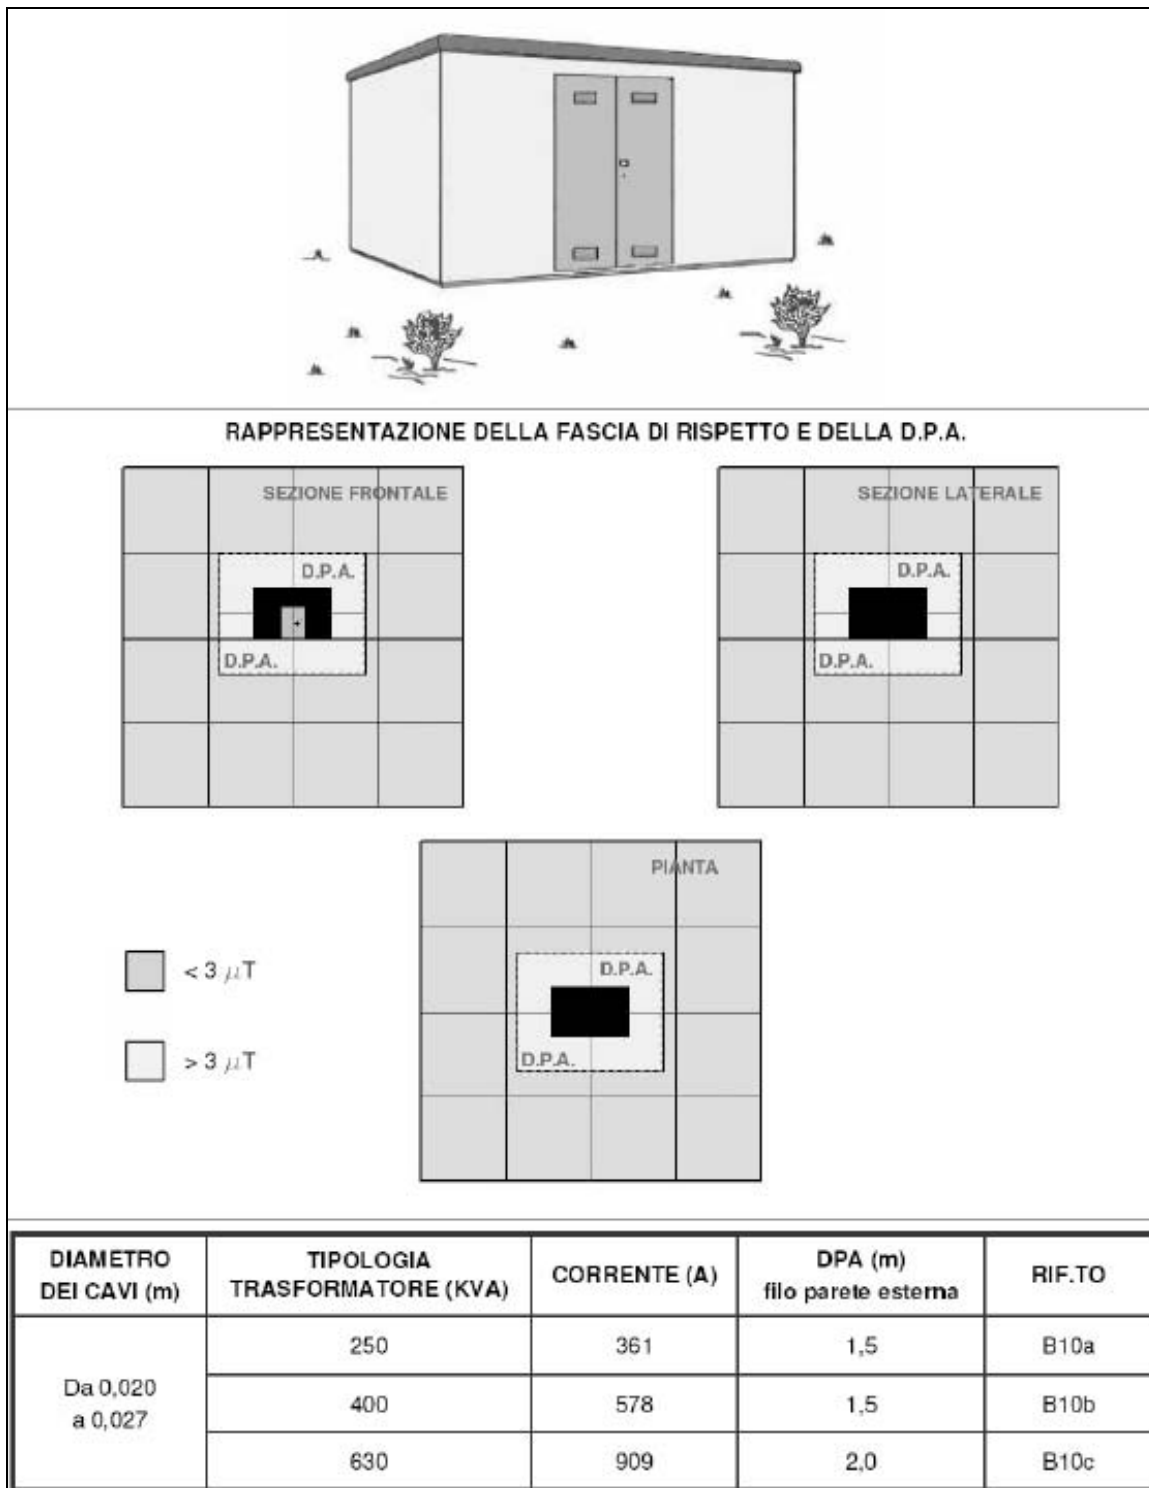 RAPPRESENTAZIONE DELLA FASCIA DI RISPETTO E DELLA D.P.A.
SEZIONE FRONTALE
D.P.A.
D.P.A.
SEZIONE LATERALE
D.P.A.
D.P.A.
PIANTA
D.P.A.
D.P.A.
< 3 μT
> 3 μT
DIAMETRO
DEI CAVI (m)
TIPOLOGIA
TRASFORMATORE (KVA)
CORRENTE (A)
DPA (m)
filo parete esterna
RIF.TO
Da 0,020
a 0,027
250 361 1,5 B10a
400 578 1,5 B10b
630 909 2,0 B10c